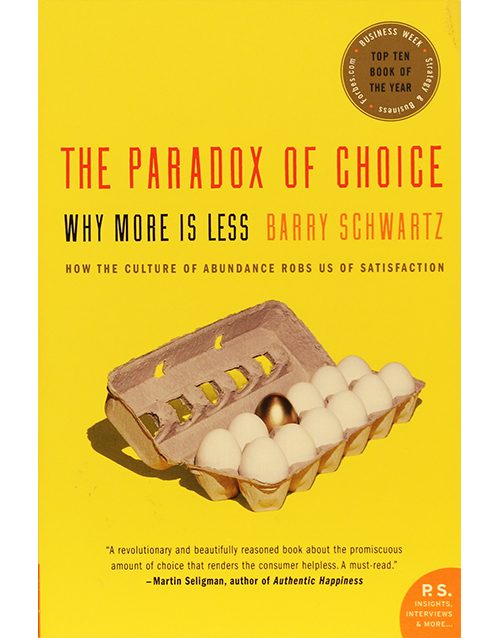 BUSINESS WEEK • Strategy & Business • Forbes.com •
TOP TEN
BOOK OF
THE YEAR
THE PARADOX OF CHOICE
WHY MORE IS LESS BARRY SCHWARTZ
HOW THE CULTURE OF ABUNDANCE ROBS US OF SATISFACTION
"A revolutionary and beautifully reasoned book about the promiscuous
amount of choice that renders the consumer helpless. A must-read."
—Martin Seligman, author of Authentic Happiness
P.S.
INSIGHTS,
INTERVIEWS
& MORE...